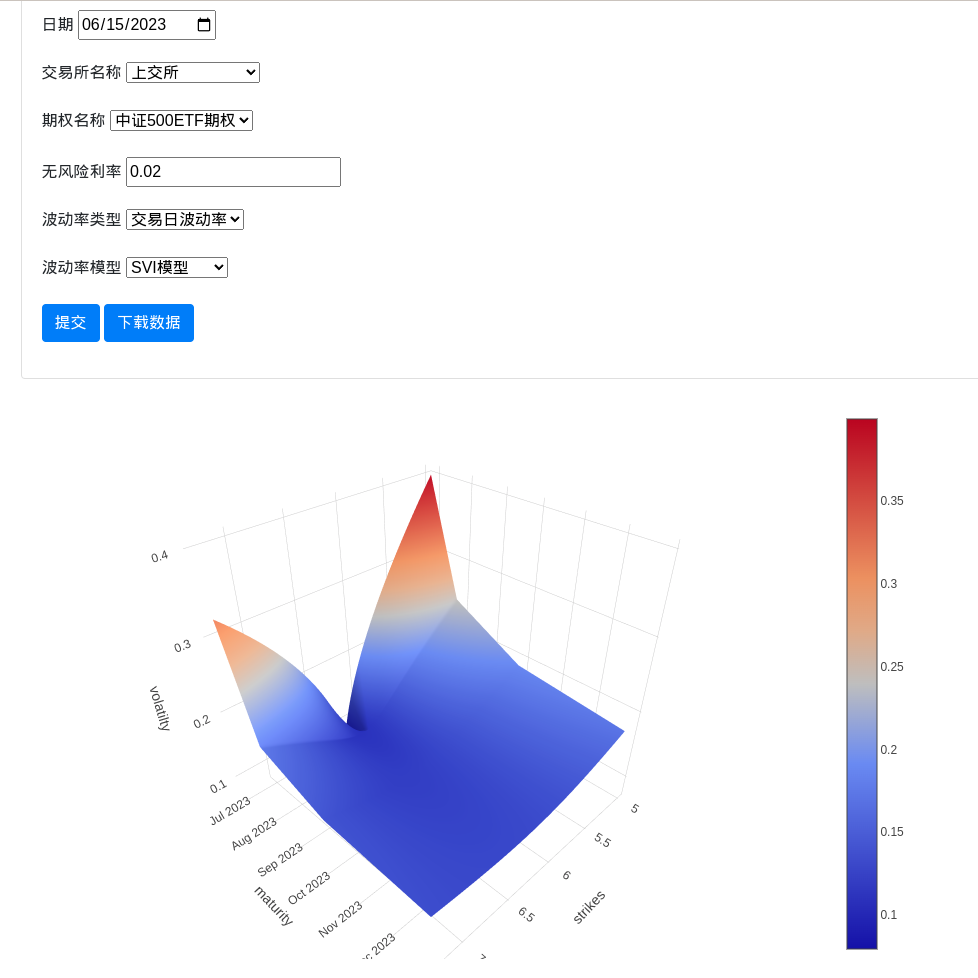 日期 06/15/2023
交易所名称 上交所
期权名称 中证500ETF期权
无风险利率 0.02
波动率类型 交易日波动率
波动率模型 SVI模型
提交 下载数据
0.4
0.3
0.2
0.1
volatilty
Jul 2023
Aug 2023
Sep 2023
Oct 2023
Nov 2023
maturity
5
5.5
6
6.5
strikes
0.35
0.3
0.25
0.2
0.15
0.1